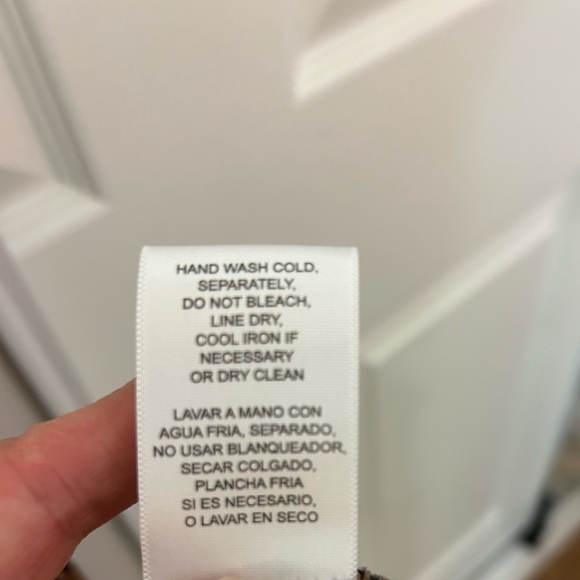 HAND WASH COLD,
SEPARATELY,
DO NOT BLEACH,
LINE DRY,
COOL IRON IF
NECESSARY
OR DRY CLEAN
LAVAR A MANO CON
AGUA FRIA, SEPARADO,
NO USAR BLANQUEADOR,
SECAR COLGADO,
PLANCHA FRIA
SI ES NECESARIO,
O LAVAR EN SECO